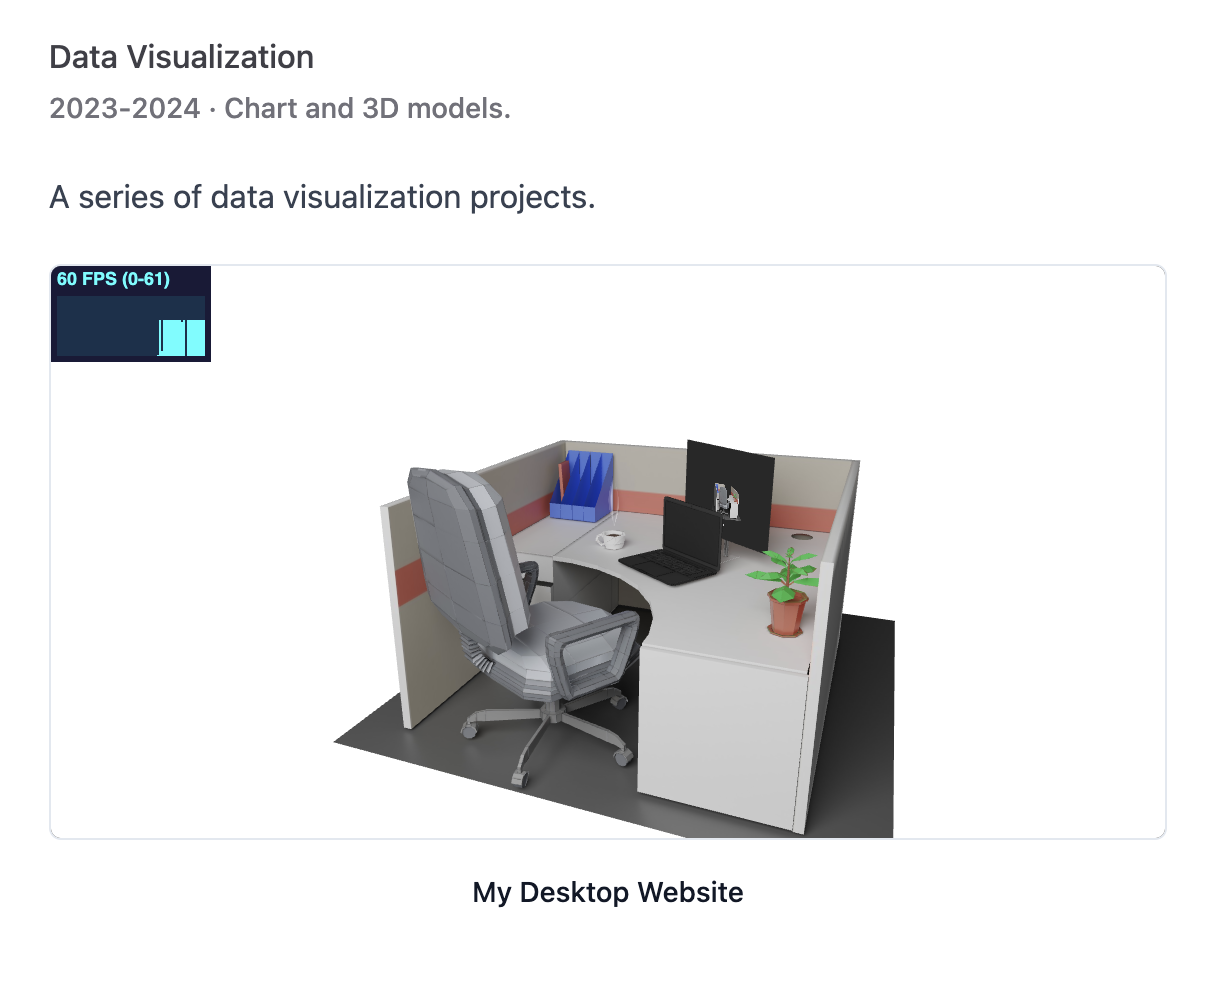 Data Visualization
2023-2024 · Chart and 3D models.
A series of data visualization projects.
60 FPS (0-61)
My Desktop Website